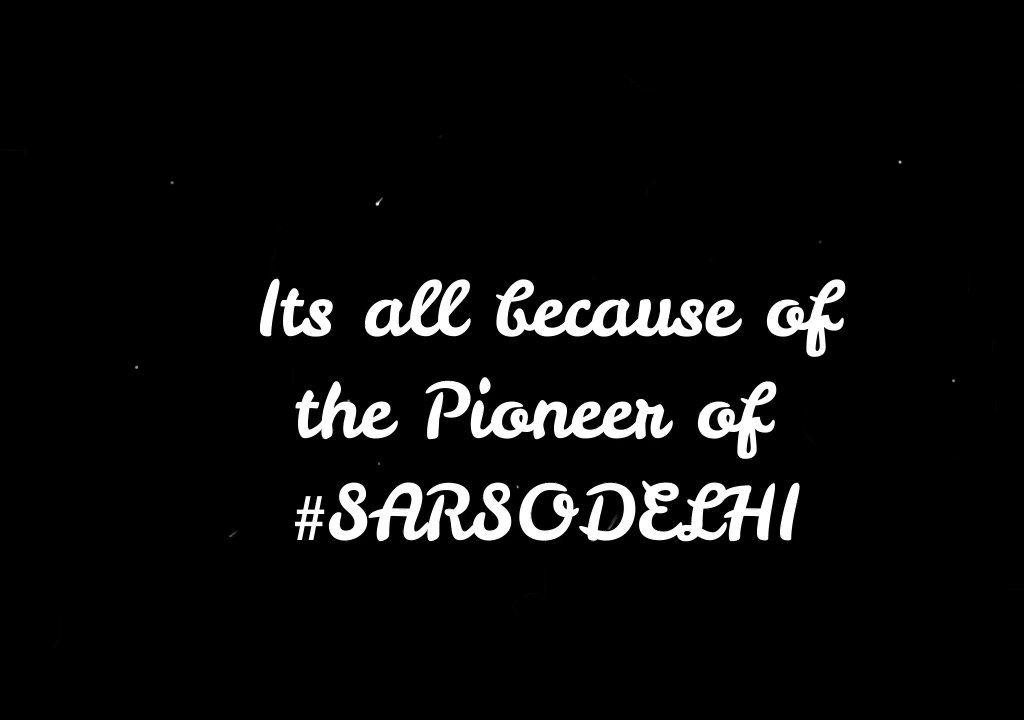 Its all because of
the Pioneer of
#SARSODELHI